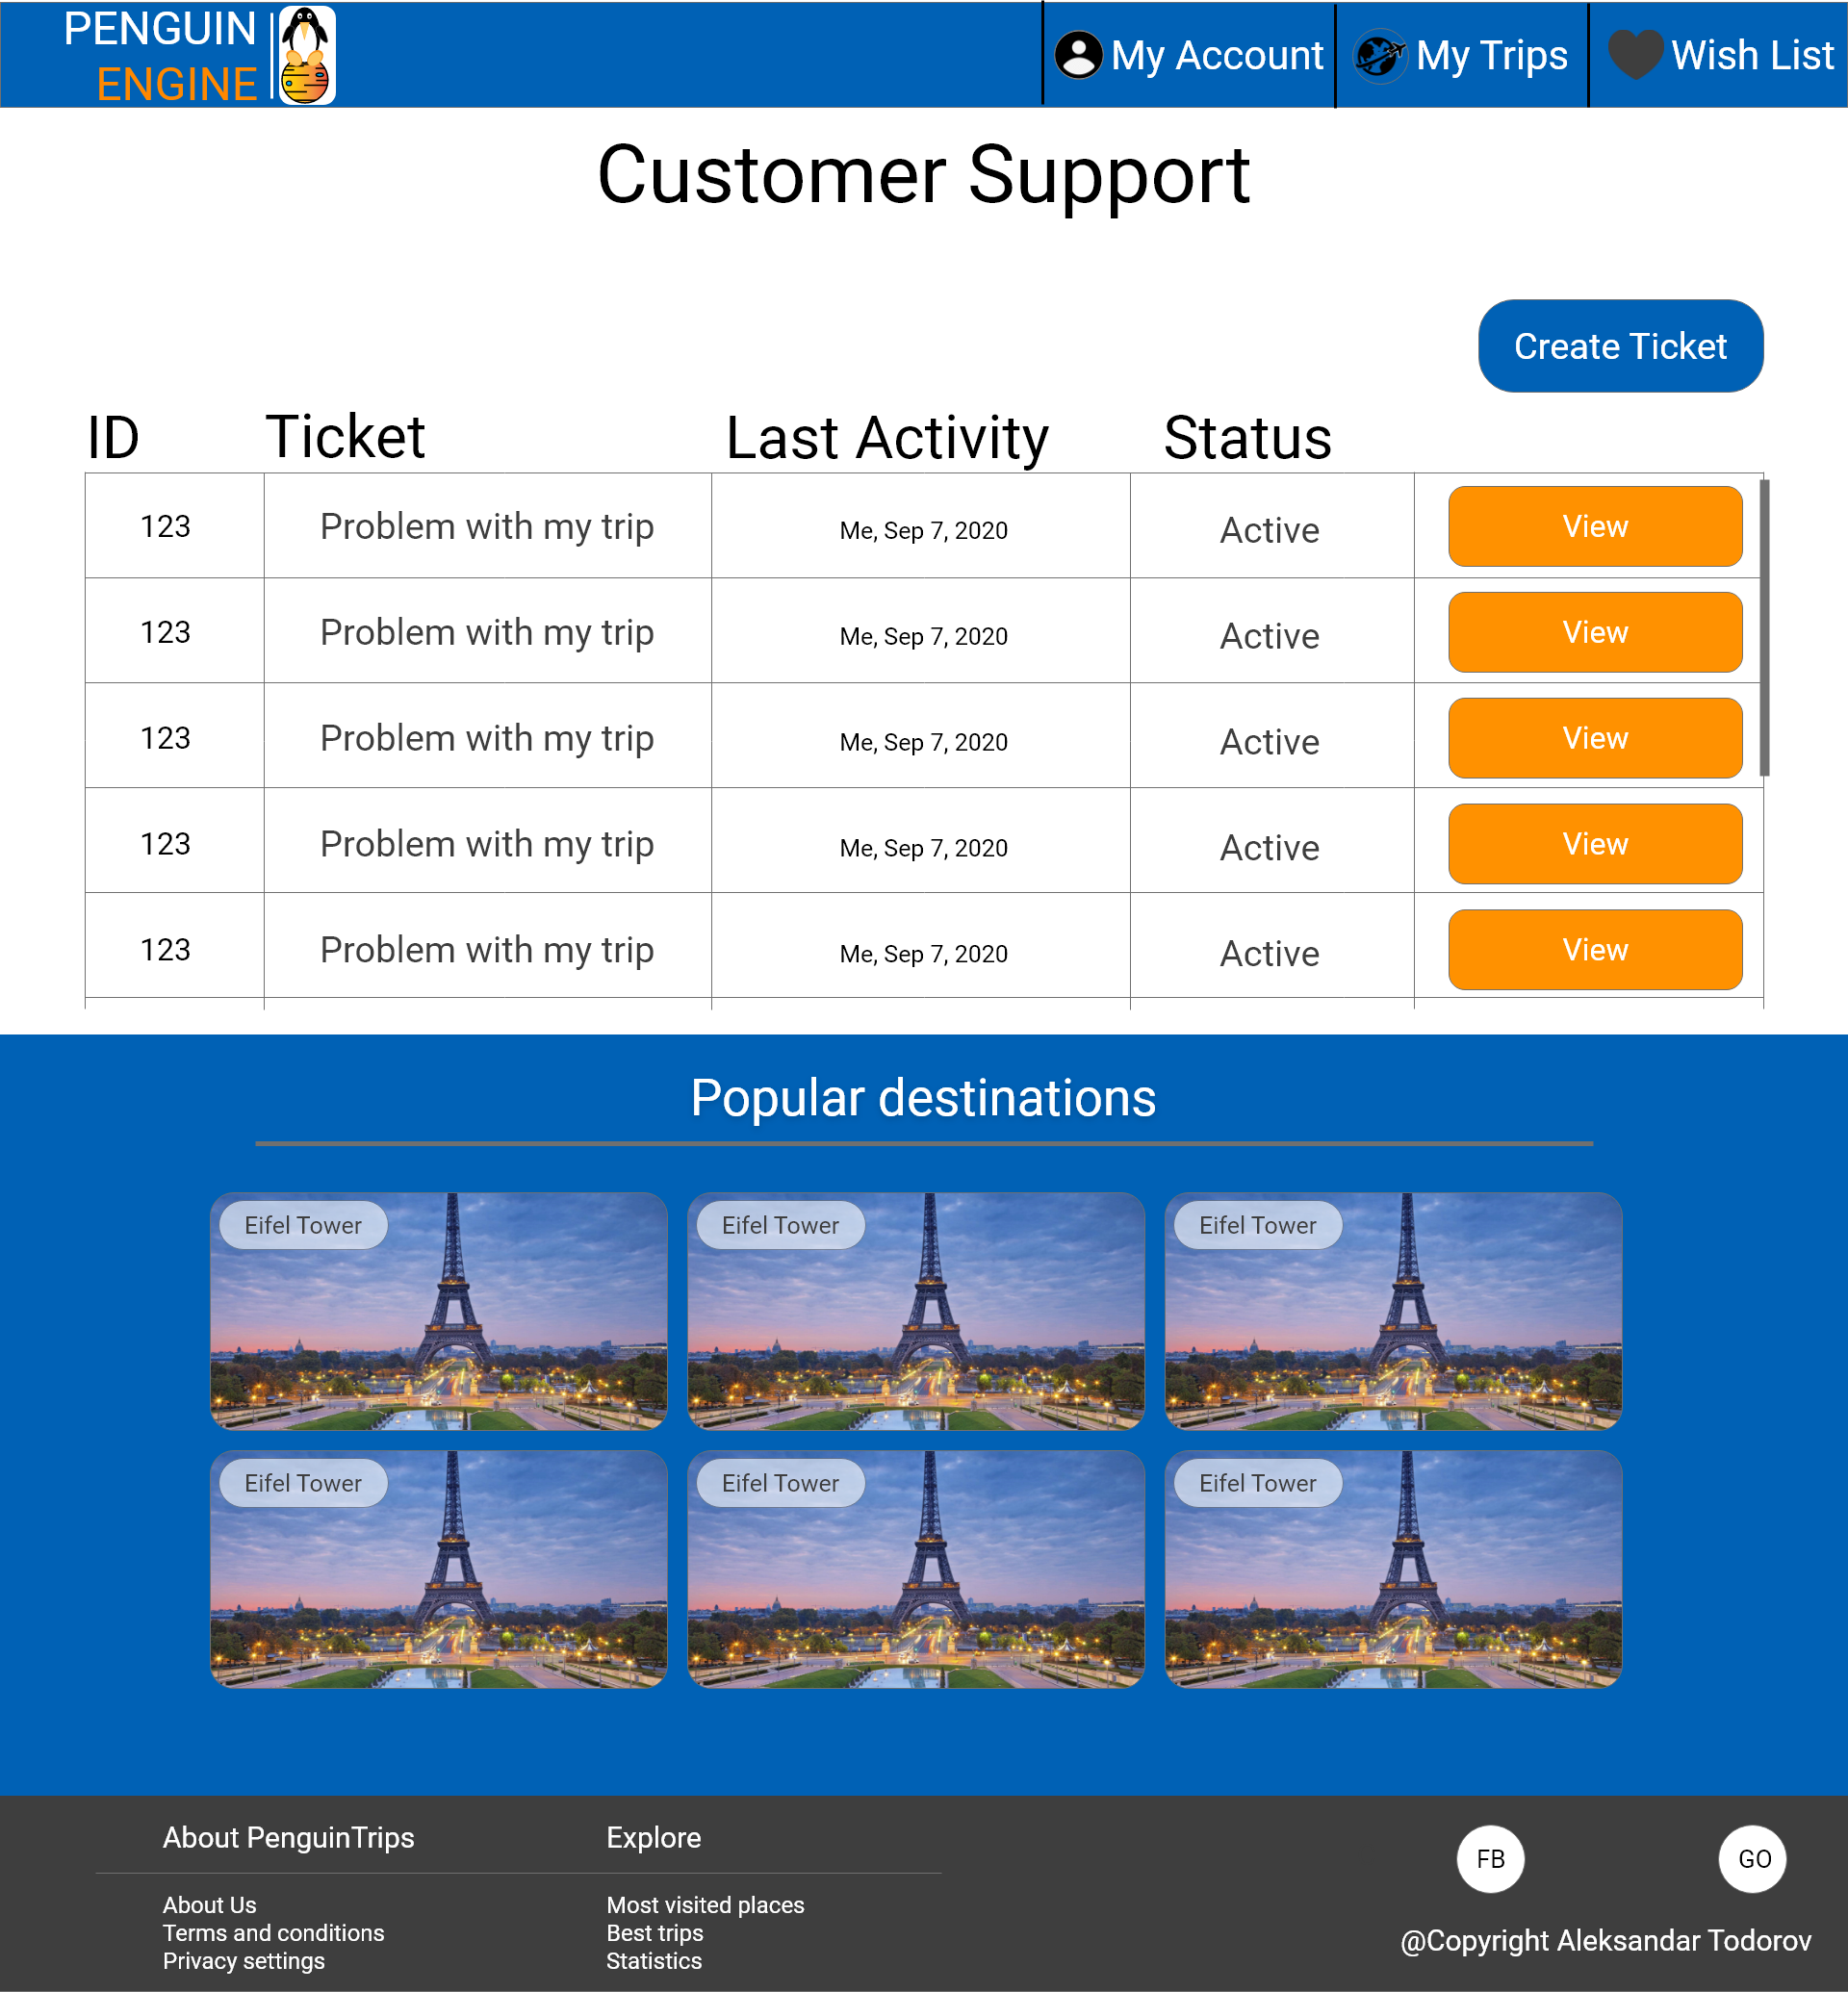 PENGUIN
ENGINE
My Account
My Trips
Wish List
Customer Support
Create Ticket
ID Ticket Last Activity Status
123 Problem with my trip Me, Sep 7, 2020 Active View
123 Problem with my trip Me, Sep 7, 2020 Active View
123 Problem with my trip Me, Sep 7, 2020 Active View
123 Problem with my trip Me, Sep 7, 2020 Active View
123 Problem with my trip Me, Sep 7, 2020 Active View
Popular destinations
Eifel Tower
Eifel Tower
Eifel Tower
Eifel Tower
Eifel Tower
Eifel Tower
About PenguinTrips
About Us
Terms and conditions
Privacy settings
Explore
Most visited places
Best trips
Statistics
FB
GO
@Copyright Aleksandar Todorov